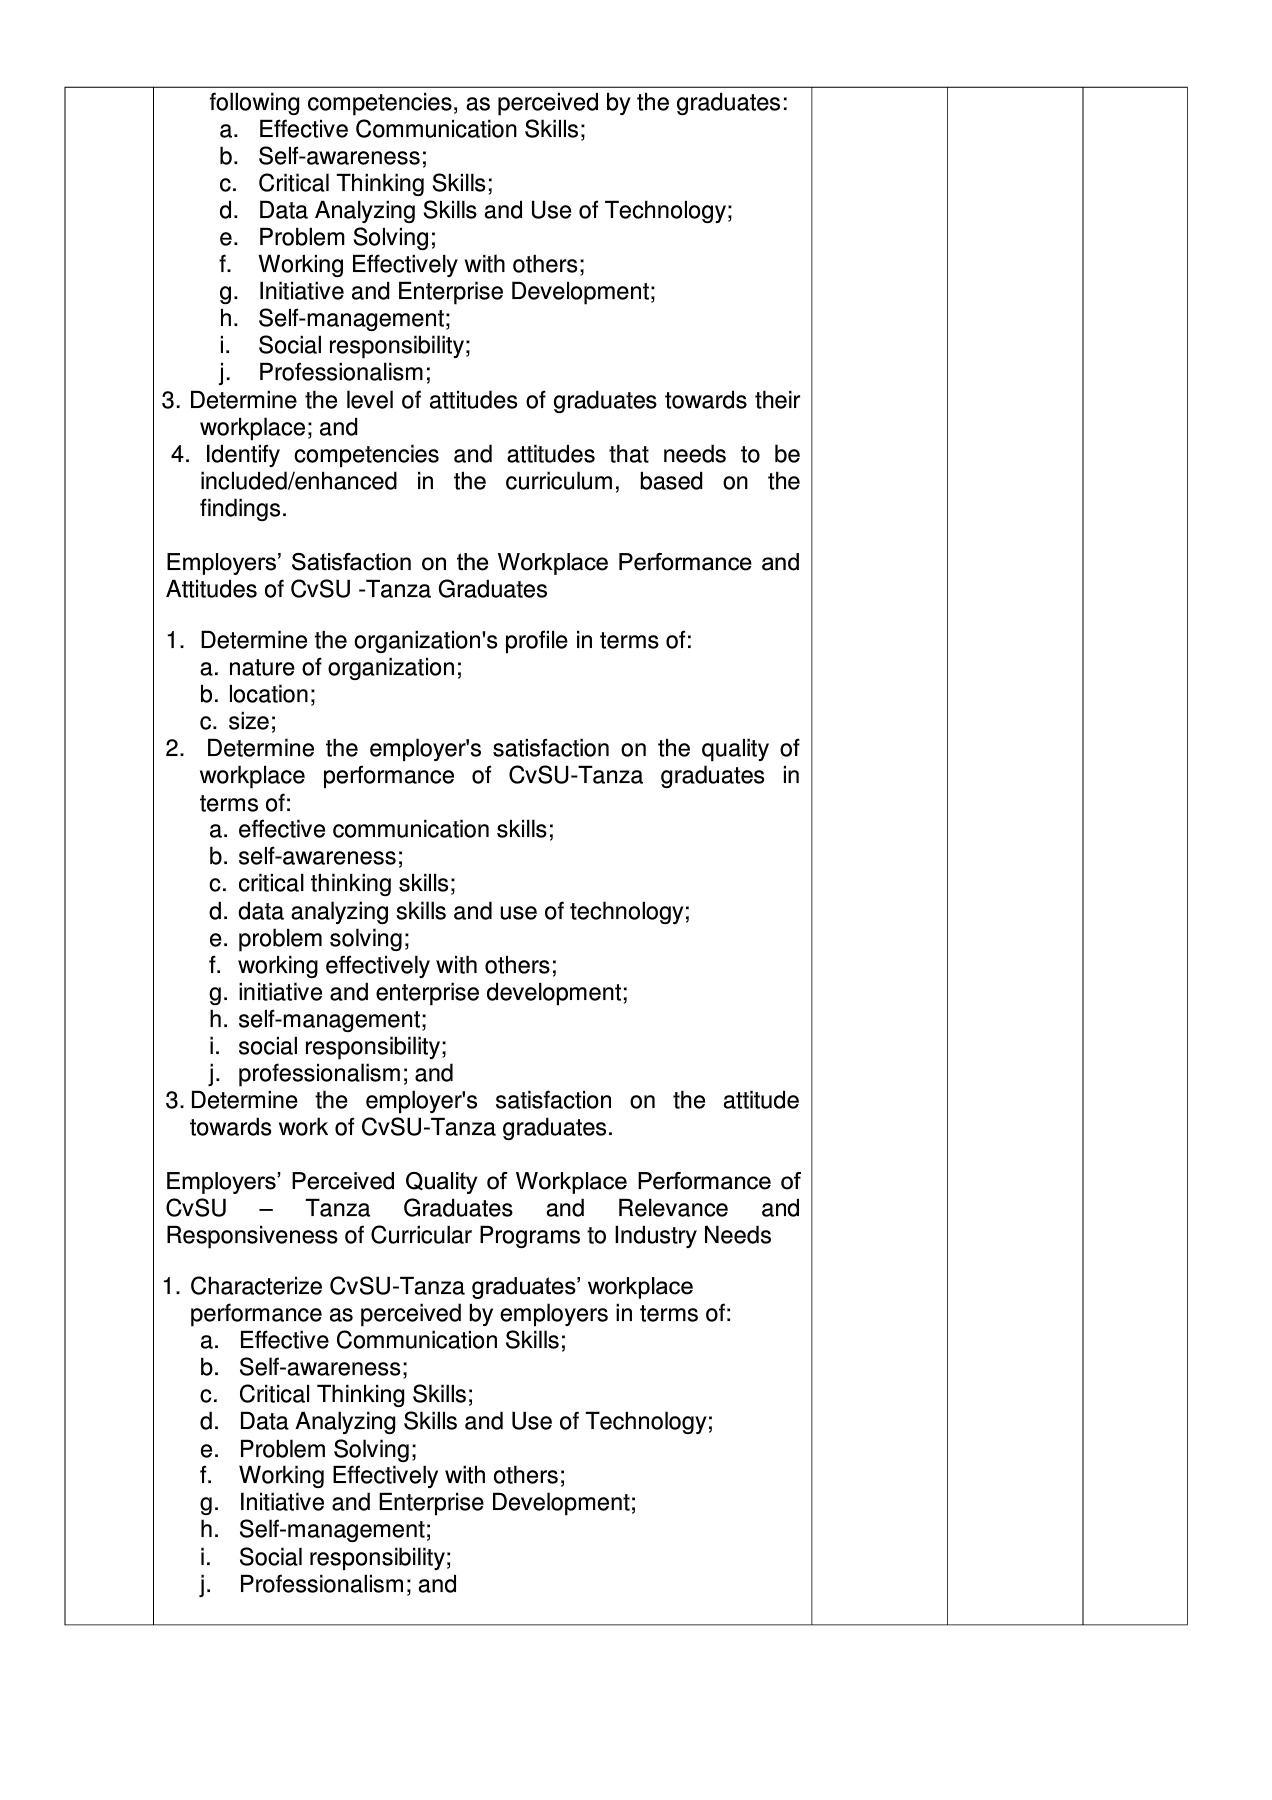 following competencies, as perceived by the graduates:
a. Effective Communication Skills;
b. Self-awareness;
c. Critical Thinking Skills;
d. Data Analyzing Skills and Use of Technology;
e. Problem Solving;
f. Working Effectively with others;
g. Initiative and Enterprise Development;
h. Self-management;
i. Social responsibility;
j. Professionalism;
3. Determine the level of attitudes of graduates towards their
workplace; and
4. Identify competencies and attitudes that needs to be
included/enhanced in the curriculum, based on the
findings.
Employers’ Satisfaction on the Workplace Performance and
Attitudes of CvSU -Tanza Graduates
1. Determine the organization's profile in terms of:
a. nature of organization;
b. location;
c. size;
2. Determine the employer's satisfaction on the quality of
workplace performance of CvSU-Tanza graduates in
terms of:
a. effective communication skills;
b. self-awareness;
c. critical thinking skills;
d. data analyzing skills and use of technology;
e. problem solving;
f. working effectively with others;
g. initiative and enterprise development;
h. self-management;
i. social responsibility;
j. professionalism; and
3. Determine the employer's satisfaction on the attitude
towards work of CvSU-Tanza graduates.
Employers’ Perceived Quality of Workplace Performance of
CvSU – Tanza Graduates and Relevance and
Responsiveness of Curricular Programs to Industry Needs
1. Characterize CvSU-Tanza graduates’ workplace
performance as perceived by employers in terms of:
a. Effective Communication Skills;
b. Self-awareness;
c. Critical Thinking Skills;
d. Data Analyzing Skills and Use of Technology;
e. Problem Solving;
f. Working Effectively with others;
g. Initiative and Enterprise Development;
h. Self-management;
i. Social responsibility;
j. Professionalism; and